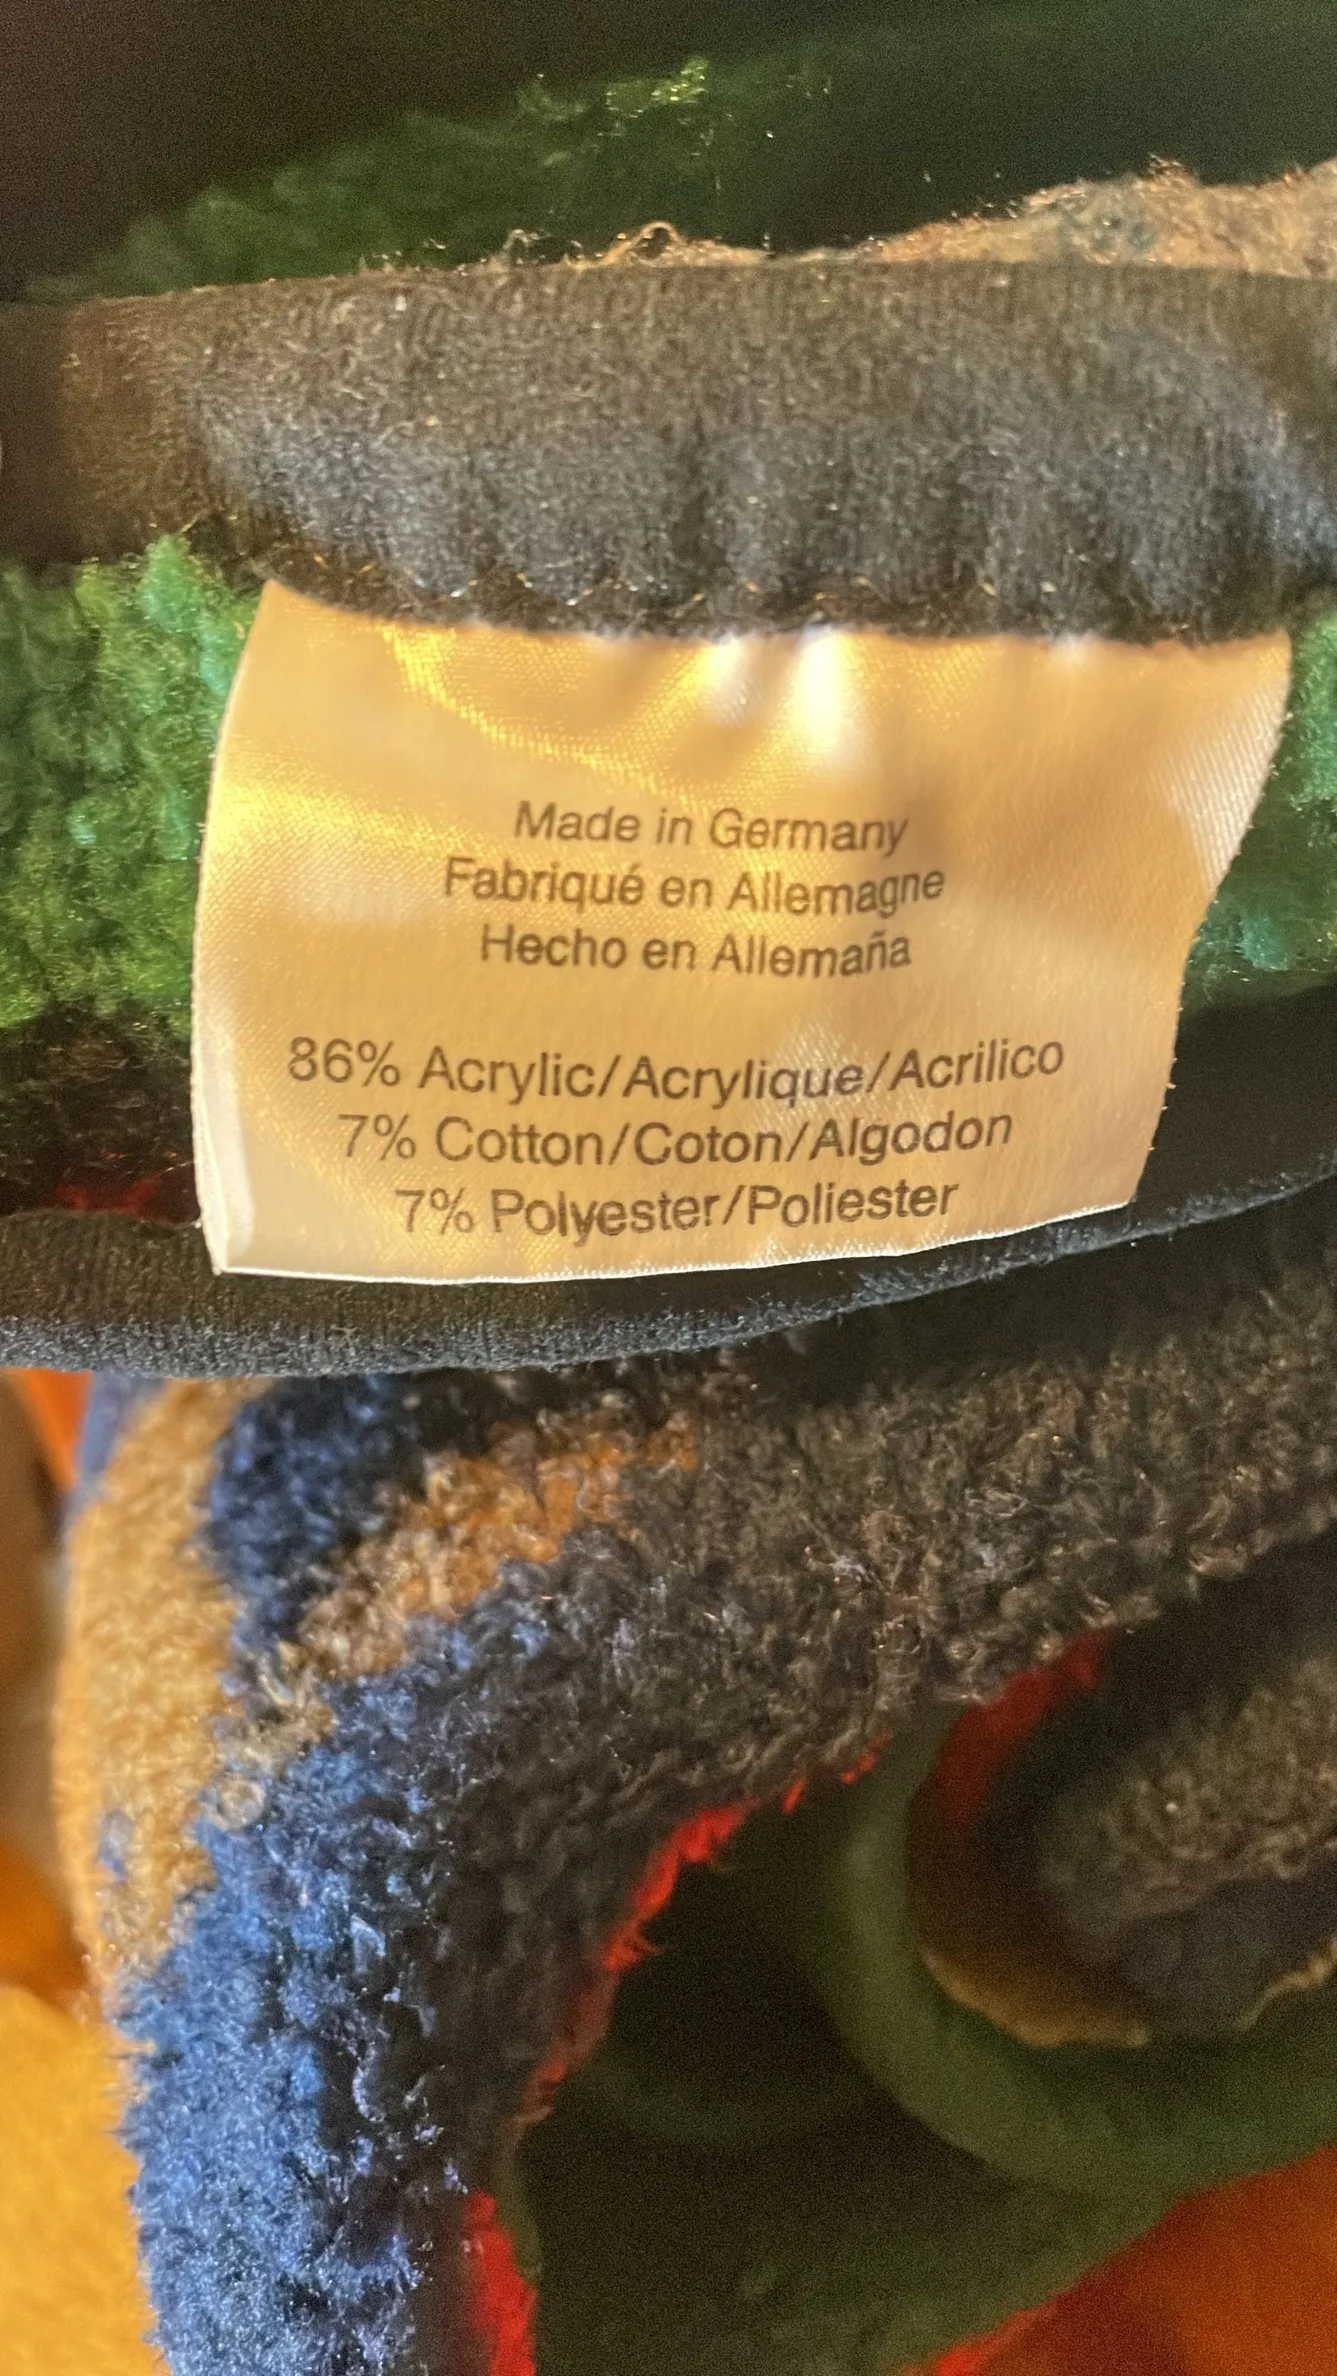 Made in Germany
Fabriqué en Allemagne
Hecho en Allemaña
86% Acrylic/Acrylique/Acrilico
7% Cotton/Coton/Algodon
7% Polyester/Poliester